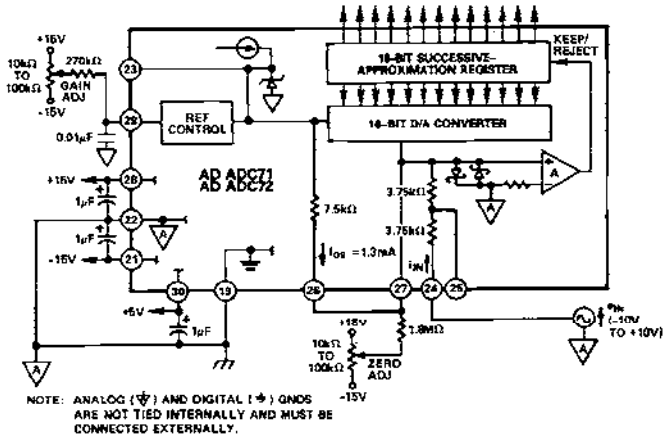 +15V
10kΩ
TO
100kΩ
-15V
270kΩ
GAIN
ADJ
0.01µF
23
29
REF
CONTROL
16-BIT SUCCESSIVE-
APPROXIMATION REGISTER
KEEP/
REJECT
16-BIT D/A CONVERTER
AD ADC71
AD ADC72
+15V
1µF
1µF
-15V
28
22
A
21
7.5kΩ
IOS = 1.3mA
3.75kΩ
3.75kΩ
iIN
A
A
30
19
26
27
24
25
+5V
1µF
A
+15V
10kΩ
TO
100kΩ
-15V
1.8MΩ
ZERO
ADJ
eIN
(-10V
TO +10V)
A
NOTE: ANALOG (⏚) AND DIGITAL (⏚) GNDS
ARE NOT TIED INTERNALLY AND MUST BE
CONNECTED EXTERNALLY.